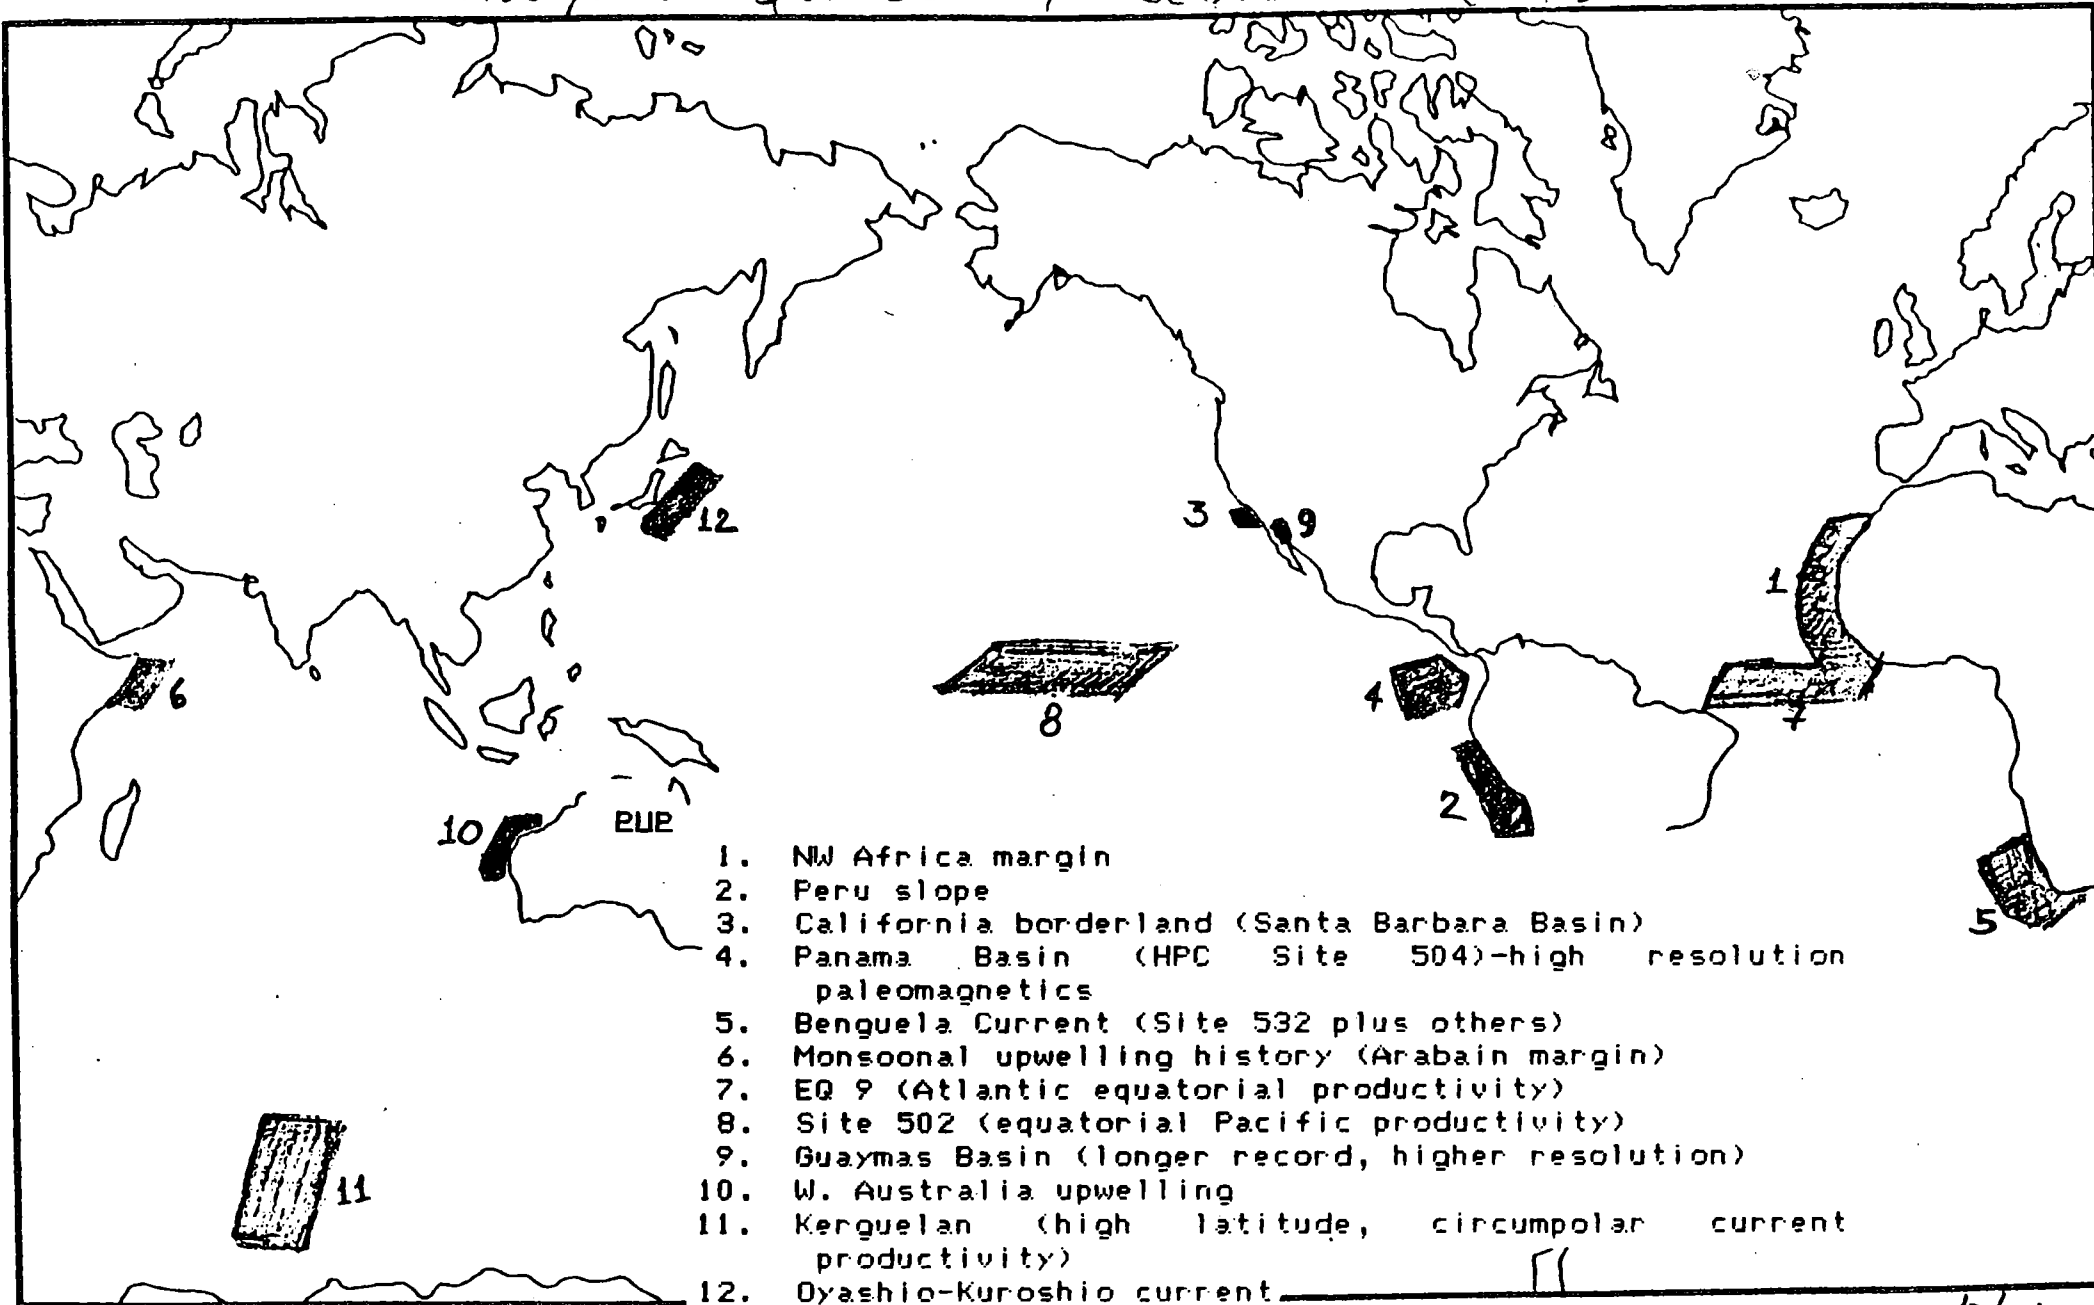 12
3
9
1
6
4
7
8
2
10
5
11
1. NW Africa margin
2. Peru slope
3. California borderland (Santa Barbara Basin)
4. Panama Basin (HPC Site 504)-high resolution
paleomagnetics
5. Benguela Current (Site 532 plus others)
6. Monsoonal upwelling history (Arabain margin)
7. EQ 9 (Atlantic equatorial productivity)
8. Site 502 (equatorial Pacific productivity)
9. Guaymas Basin (longer record, higher resolution)
10. W. Australia upwelling
11. Kerguelan (high latitude, circumpolar current
productivity)
12. Oyashio-Kuroshio current